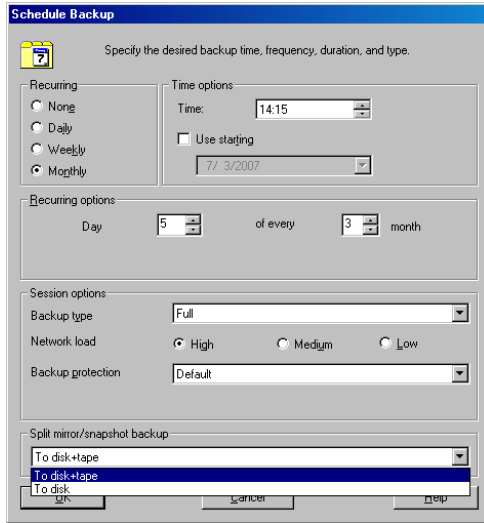 Schedule Backup
7
Specify the desired backup time, frequency, duration, and type.
Recurring
None
Daily
Weekly
Monthly
Time options
Time: 14:15
Use starting
7/ 3/2007
Recurring options
Day 5 of every 3 month
Session options
Backup type Full
Network load High Medium Low
Backup protection Default
Split mirror/snapshot backup
To disk+tape
To disk+tape
To disk
OK Cancel Help